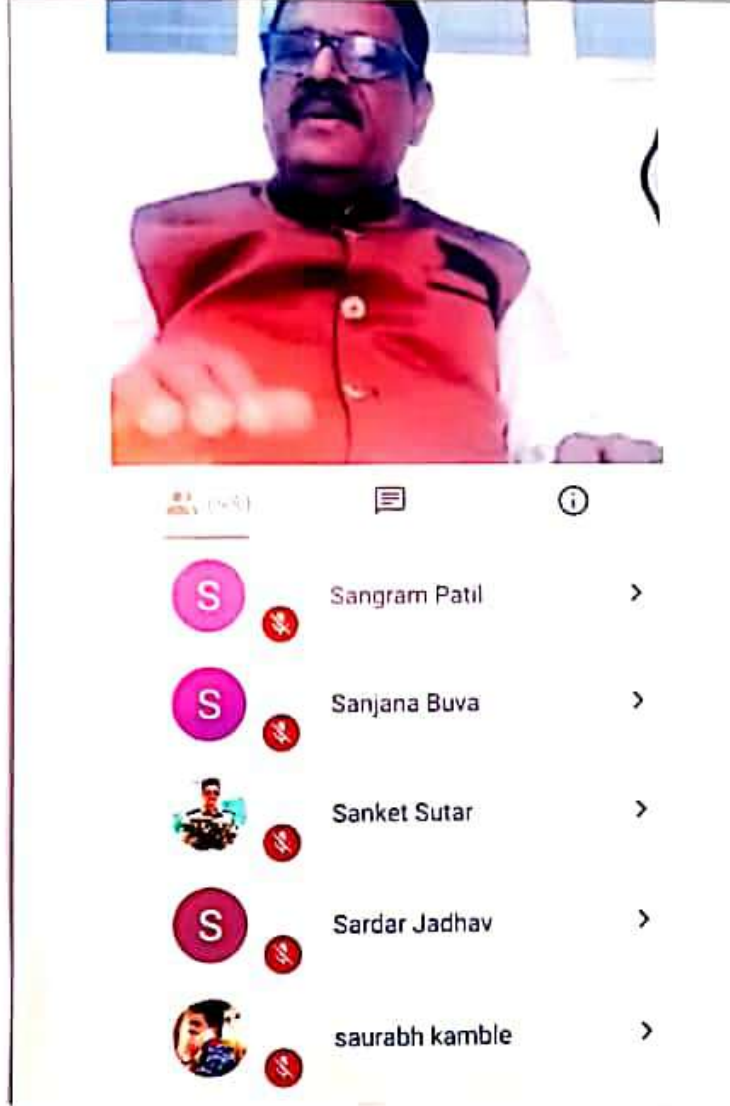 S
Sangram Patil
S
Sanjana Buva
Sanket Sutar
S
Sardar Jadhav
saurabh kamble